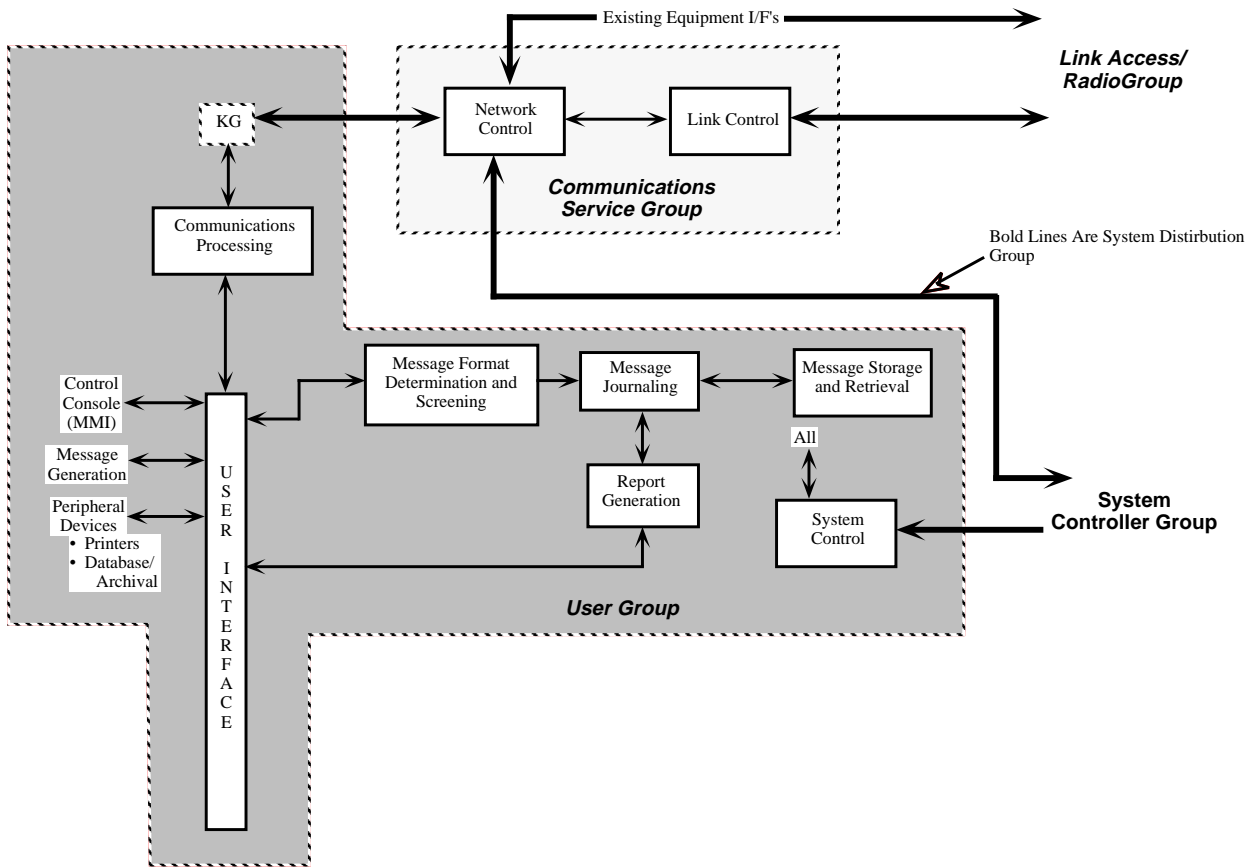 Existing Equipment I/F's
Link Access/
RadioGroup
KG
Network
Control
Link Control
Communications
Service Group
Communications
Processing
Bold Lines Are System Distirbution
Group
Message Format
Determination and
Screening
Message
Journaling
Message Storage
and Retrieval
Control
Console
(MMI)
All
Message
Generation
Report
Generation
Peripheral
Devices
• Printers
• Database/
Archival
System
Control
System
Controller Group
User Group
U
S
E
R
I
N
T
E
R
F
A
C
E